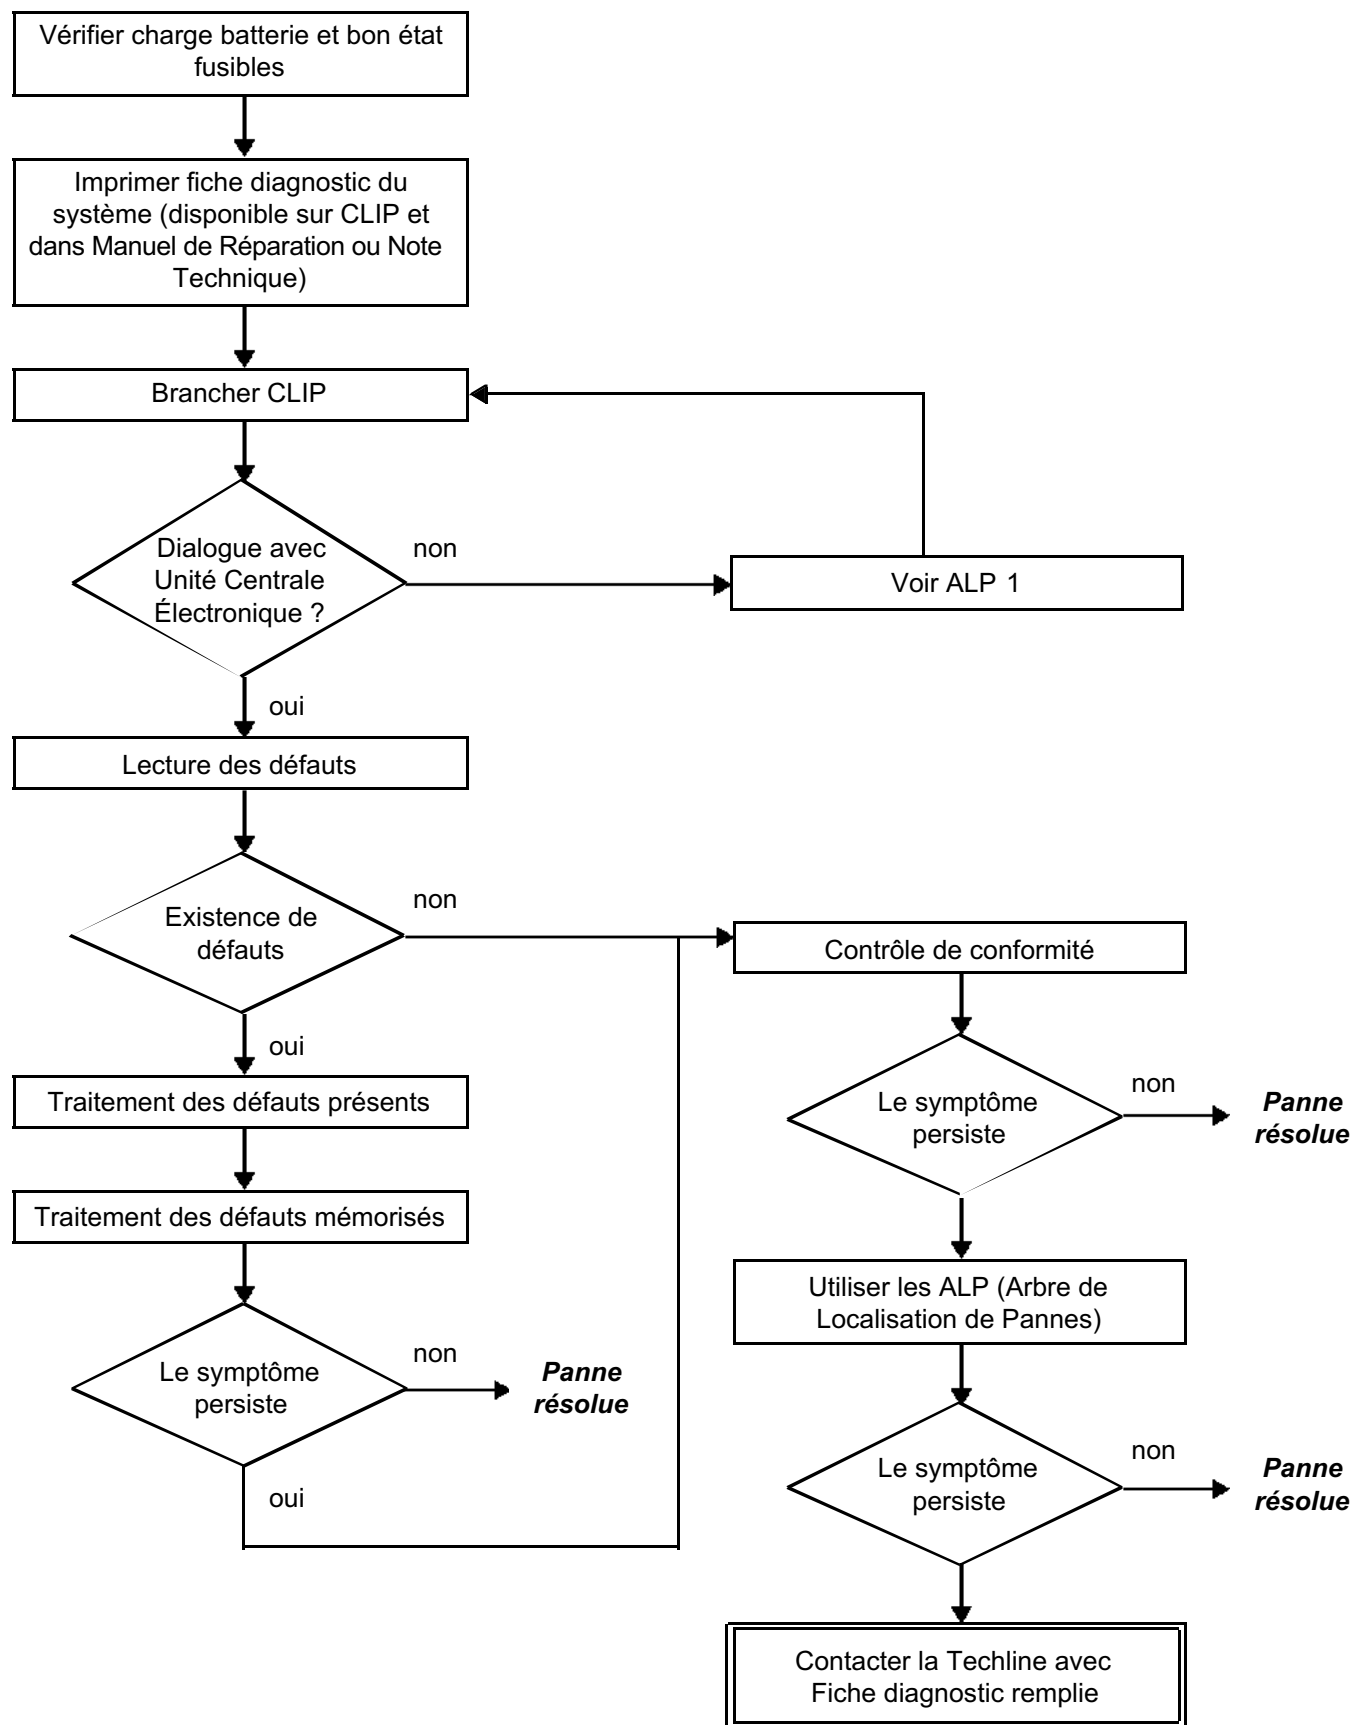 Vérifier charge batterie et bon état
fusibles
Imprimer fiche diagnostic du
système (disponible sur CLIP et
dans Manuel de Réparation ou Note
Technique)
Brancher CLIP
Dialogue avec
Unité Centrale
Électronique ?
non
Voir ALP 1
oui
Lecture des défauts
Existence de
défauts
non
Contrôle de conformité
oui
Traitement des défauts présents
Le symptôme
persiste
non
Panne
résolue
Traitement des défauts mémorisés
Utiliser les ALP (Arbre de
Localisation de Pannes)
Le symptôme
persiste
non
Panne
résolue
oui
Le symptôme
persiste
non
Panne
résolue
Contacter la Techline avec
Fiche diagnostic remplie